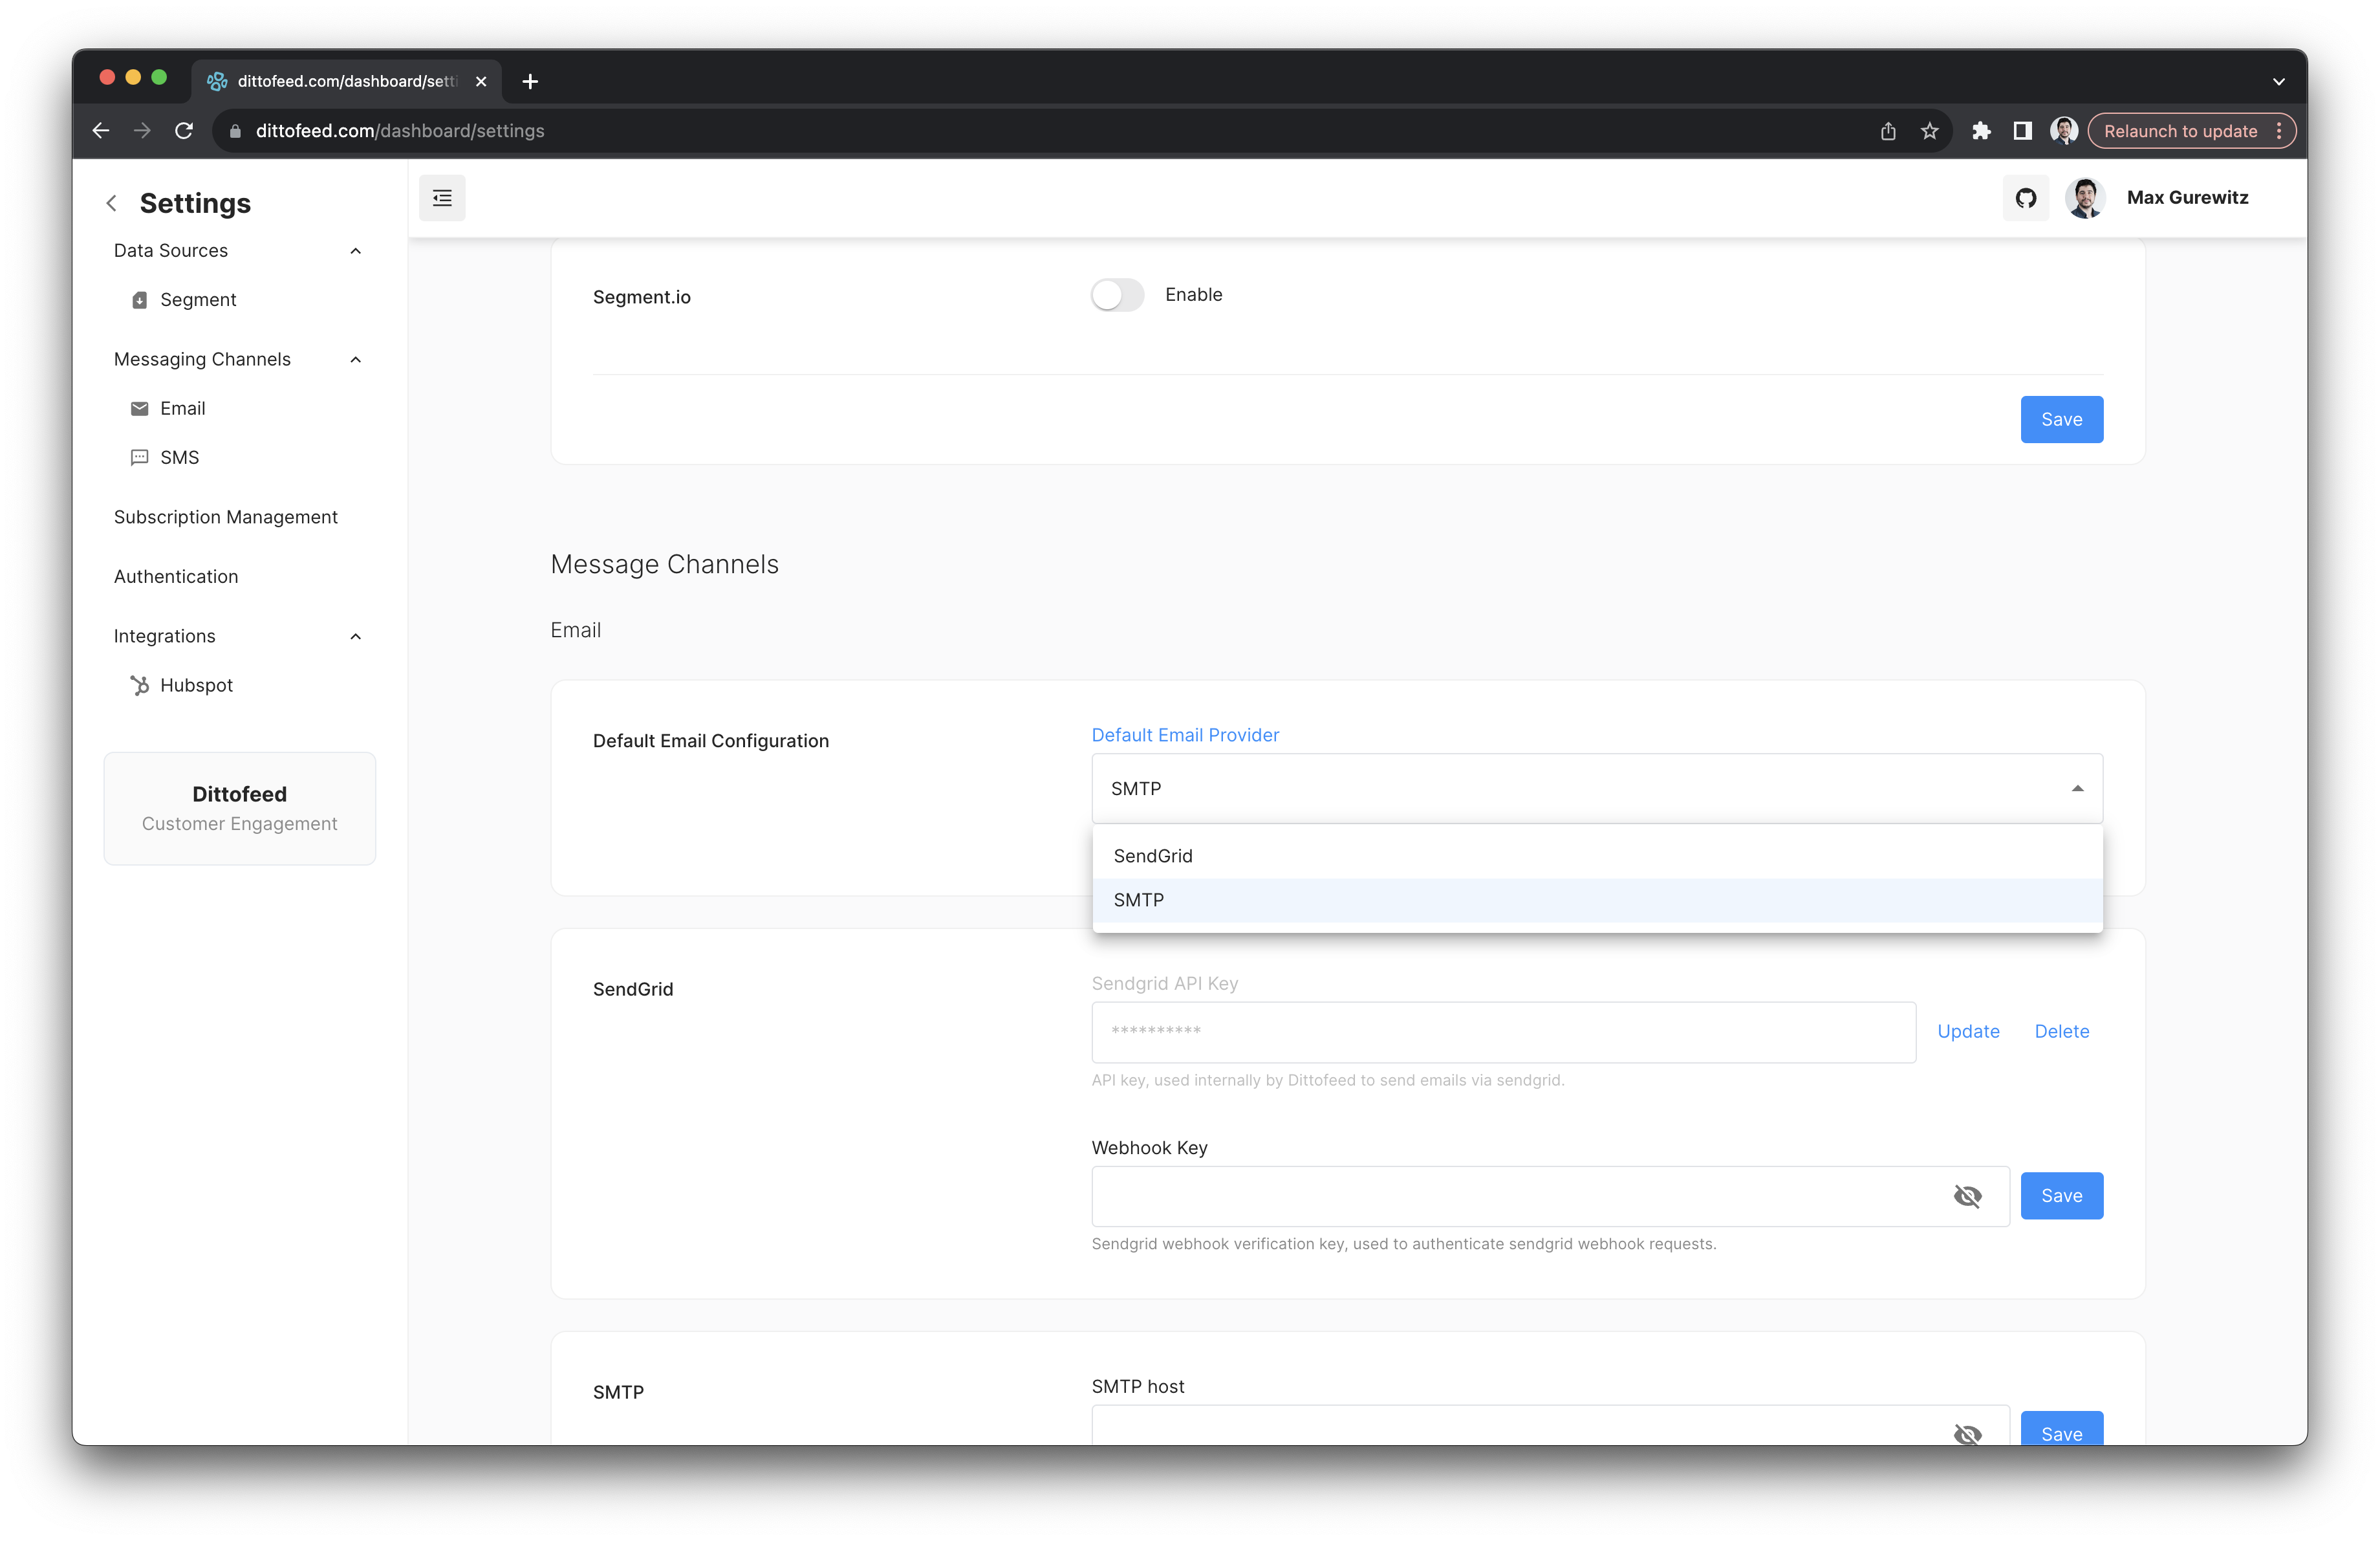 dittofeed.com/dashboard/setti
dittofeed.com/dashboard/settings
Relaunch to update
Settings
Max Gurewitz
Data Sources
Segment
Messaging Channels
Email
SMS
Subscription Management
Authentication
Integrations
Hubspot
Dittofeed
Customer Engagement
Segment.io
Enable
Save
Message Channels
Email
Default Email Configuration
Default Email Provider
SMTP
SendGrid
SMTP
SendGrid
Sendgrid API Key
**********
Update
Delete
API key, used internally by Dittofeed to send emails via sendgrid.
Webhook Key
Save
Sendgrid webhook verification key, used to authenticate sendgrid webhook requests.
SMTP
SMTP host
Save